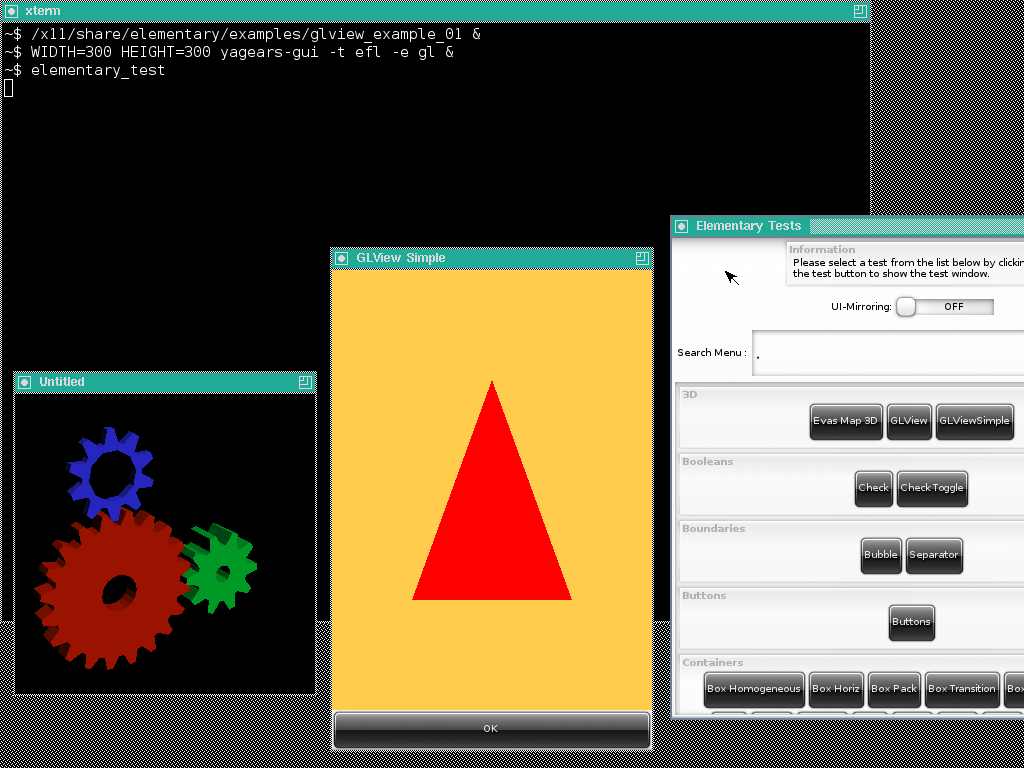 xterm
~$ /x11/share/elementary/examples/glview_example_01 &
~$ WIDTH=300 HEIGHT=300 yagears-gui -t efl -e gl &
~$ elementary_test
Elementary Tests
Information
Please select a test from the list below by clickin
the test button to show the test window.
UI-Mirroring: OFF
Search Menu :
3D
Evas Map 3D GLView GLViewSimple
Booleans
Check Check Toggle
Boundaries
Bubble Separator
Buttons
Buttons
Containers
Box Homogeneous Box Horiz Box Pack Box Transition Box
GLView Simple
OK
Untitled